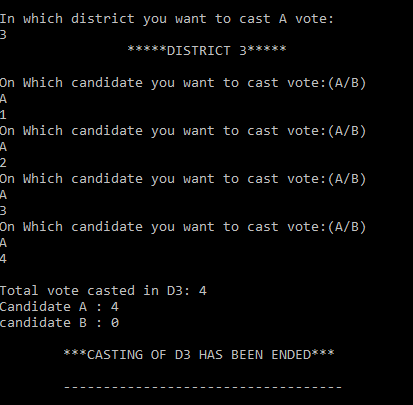 In which district you want to cast A vote:
3
*****DISTRICT 3*****
On Which candidate you want to cast vote:(A/B)
A
1
On Which candidate you want to cast vote:(A/B)
A
2
On Which candidate you want to cast vote:(A/B)
A
3
On Which candidate you want to cast vote:(A/B)
A
4
Total vote casted in D3: 4
Candidate A : 4
candidate B : 0
***CASTING OF D3 HAS BEEN ENDED***
-----------------------------------